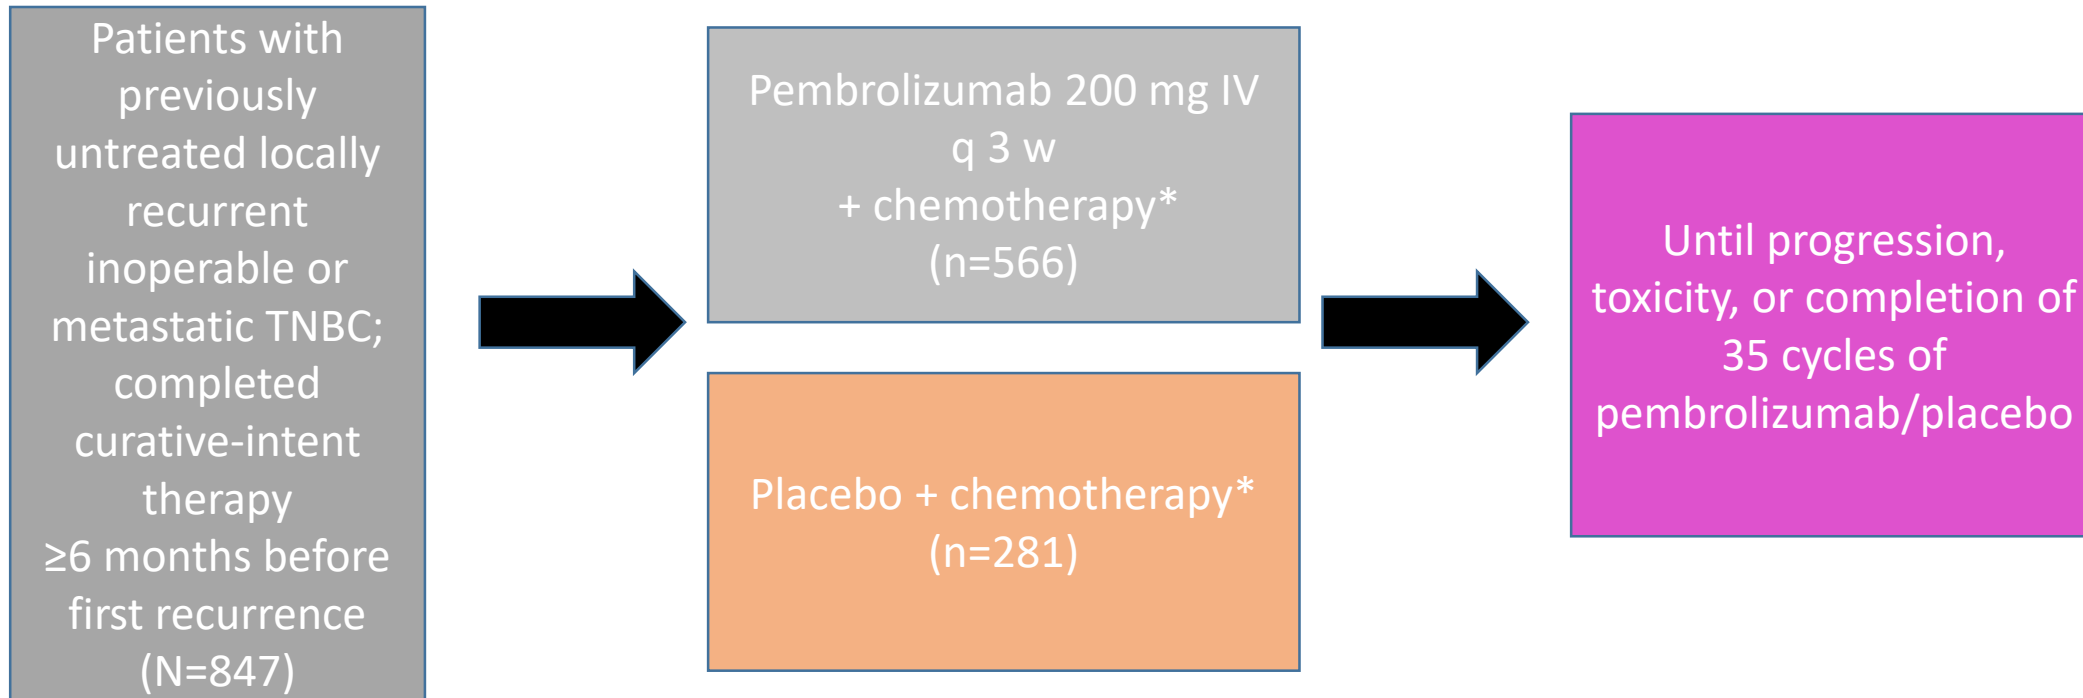 Patients with
previously
untreated locally
recurrent
inoperable or
metastatic TNBC;
completed
curative-intent
therapy
≥6 months before
first recurrence
(N=847)
Pembrolizumab 200 mg IV
q 3 w
+ chemotherapy*
(n=566)
Placebo + chemotherapy*
(n=281)
Until progression,
toxicity, or completion of
35 cycles of
pembrolizumab/placebo